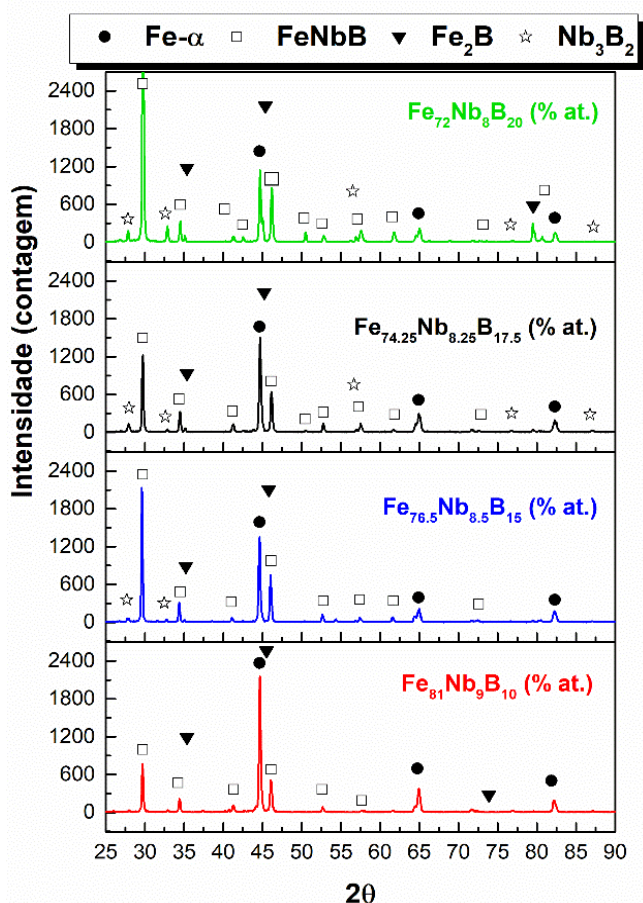 ● Fe-α □ FeNbB ▼ Fe₂B ☆ Nb₃B₂
Intensidade (contagem)
2400
1800
1200
600
0
Fe₇₂Nb₈B₂₀ (% at.)
2400
1800
1200
600
0
Fe₇₄.₂₅Nb₈.₂₅B₁₇.₅ (% at.)
2400
1800
1200
600
0
Fe₇₆.₅Nb₈.₅B₁₅ (% at.)
2400
1800
1200
600
0
Fe₈₁Nb₉B₁₀ (% at.)
25 30 35 40 45 50 55 60 65 70 75 80 85 90
2θ